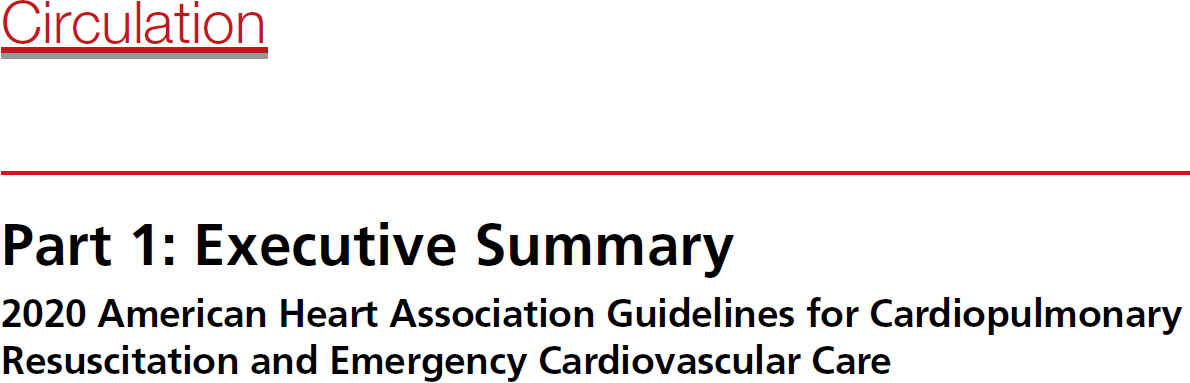 Circulation
Part 1: Executive Summary
2020 American Heart Association Guidelines for Cardiopulmonary
Resuscitation and Emergency Cardiovascular Care